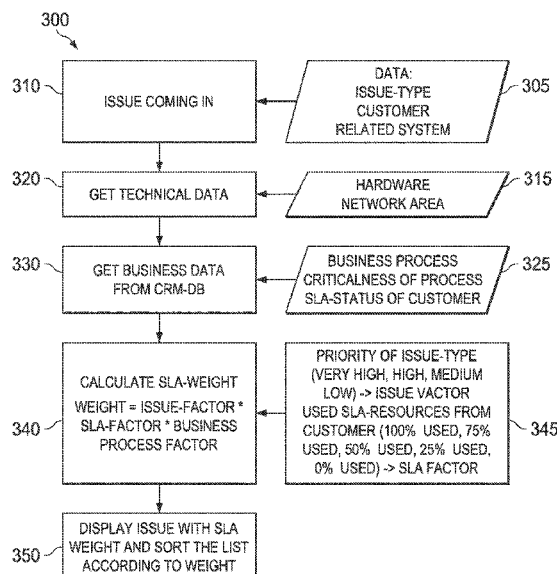 300
310
ISSUE COMING IN
DATA:
ISSUE-TYPE
CUSTOMER
RELATED SYSTEM
305
320
GET TECHNICAL DATA
HARDWARE
NETWORK AREA
315
330
GET BUSINESS DATA
FROM CRM-DB
BUSINESS PROCESS
CRITICALNESS OF PROCESS
SLA-STATUS OF CUSTOMER
325
340
CALCULATE SLA-WEIGHT
WEIGHT = ISSUE-FACTOR *
SLA-FACTOR * BUSINESS
PROCESS FACTOR
PRIORITY OF ISSUE-TYPE
(VERY HIGH, HIGH, MEDIUM
LOW) -> ISSUE VACTOR
USED SLA-RESOURCES FROM
CUSTOMER (100% USED, 75%
USED, 50% USED, 25% USED,
0% USED) -> SLA FACTOR
345
350
DISPLAY ISSUE WITH SLA
WEIGHT AND SORT THE LIST
ACCORDING TO WEIGHT